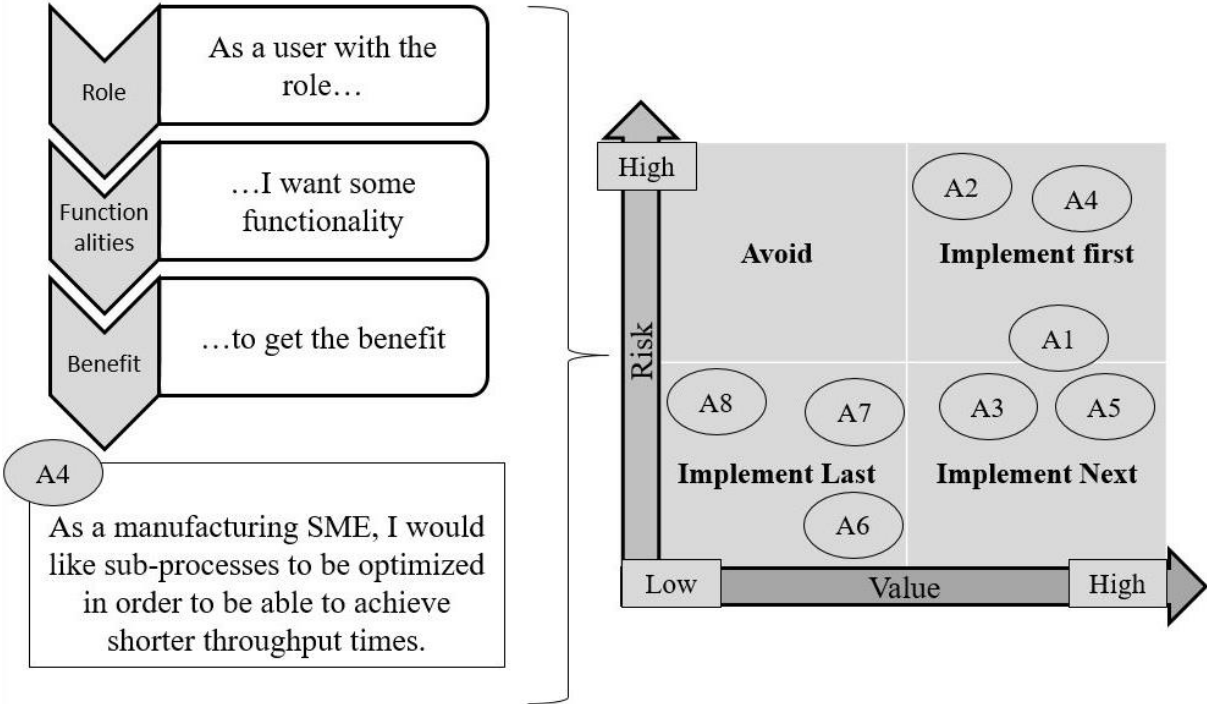 Role
As a user with the
role…
Function
alities
…I want some
functionality
Benefit
…to get the benefit
A4
As a manufacturing SME, I would
like sub-processes to be optimized
in order to be able to achieve
shorter throughput times.
High
Risk
Avoid
A2
A4
Implement first
A1
A8
A7
Implement Last
A6
A3
A5
Implement Next
Low
Value
High